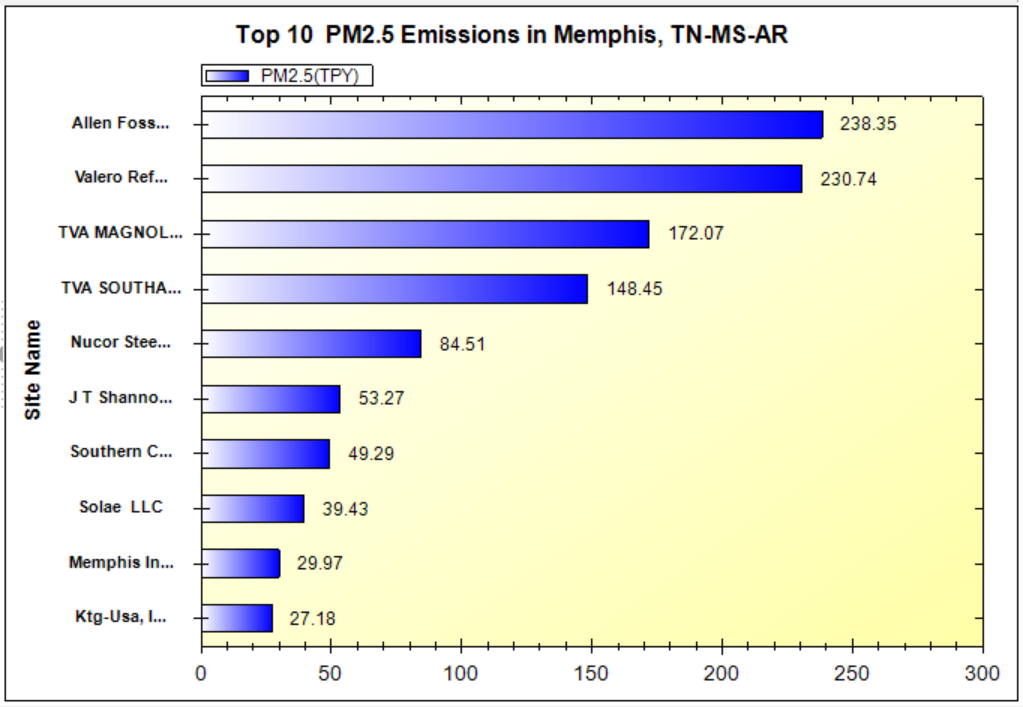 Top 10  PM2.5 Emissions in Memphis, TN-MS-AR
PM2.5(TPY)
Allen Foss... 238.35
Valero Ref... 230.74
TVA MAGNOL... 172.07
TVA SOUTHA... 148.45
Nucor Stee... 84.51
J T Shanno... 53.27
Southern C... 49.29
Solae  LLC 39.43
Memphis In... 29.97
Ktg-Usa, I... 27.18
Site Name
0 50 100 150 200 250 300